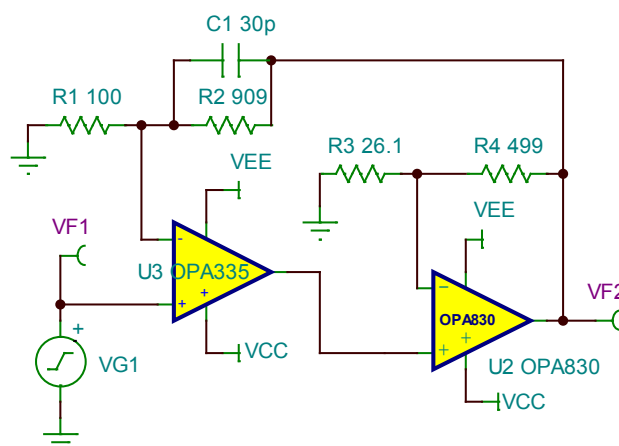 C1 30p
R1 100
R2 909
R3 26.1
R4 499
VEE
VEE
VF1
-
U3 OPA335
+
+
-
OPA830
+
+
VF2
+
VG1
VCC
U2 OPA830
VCC